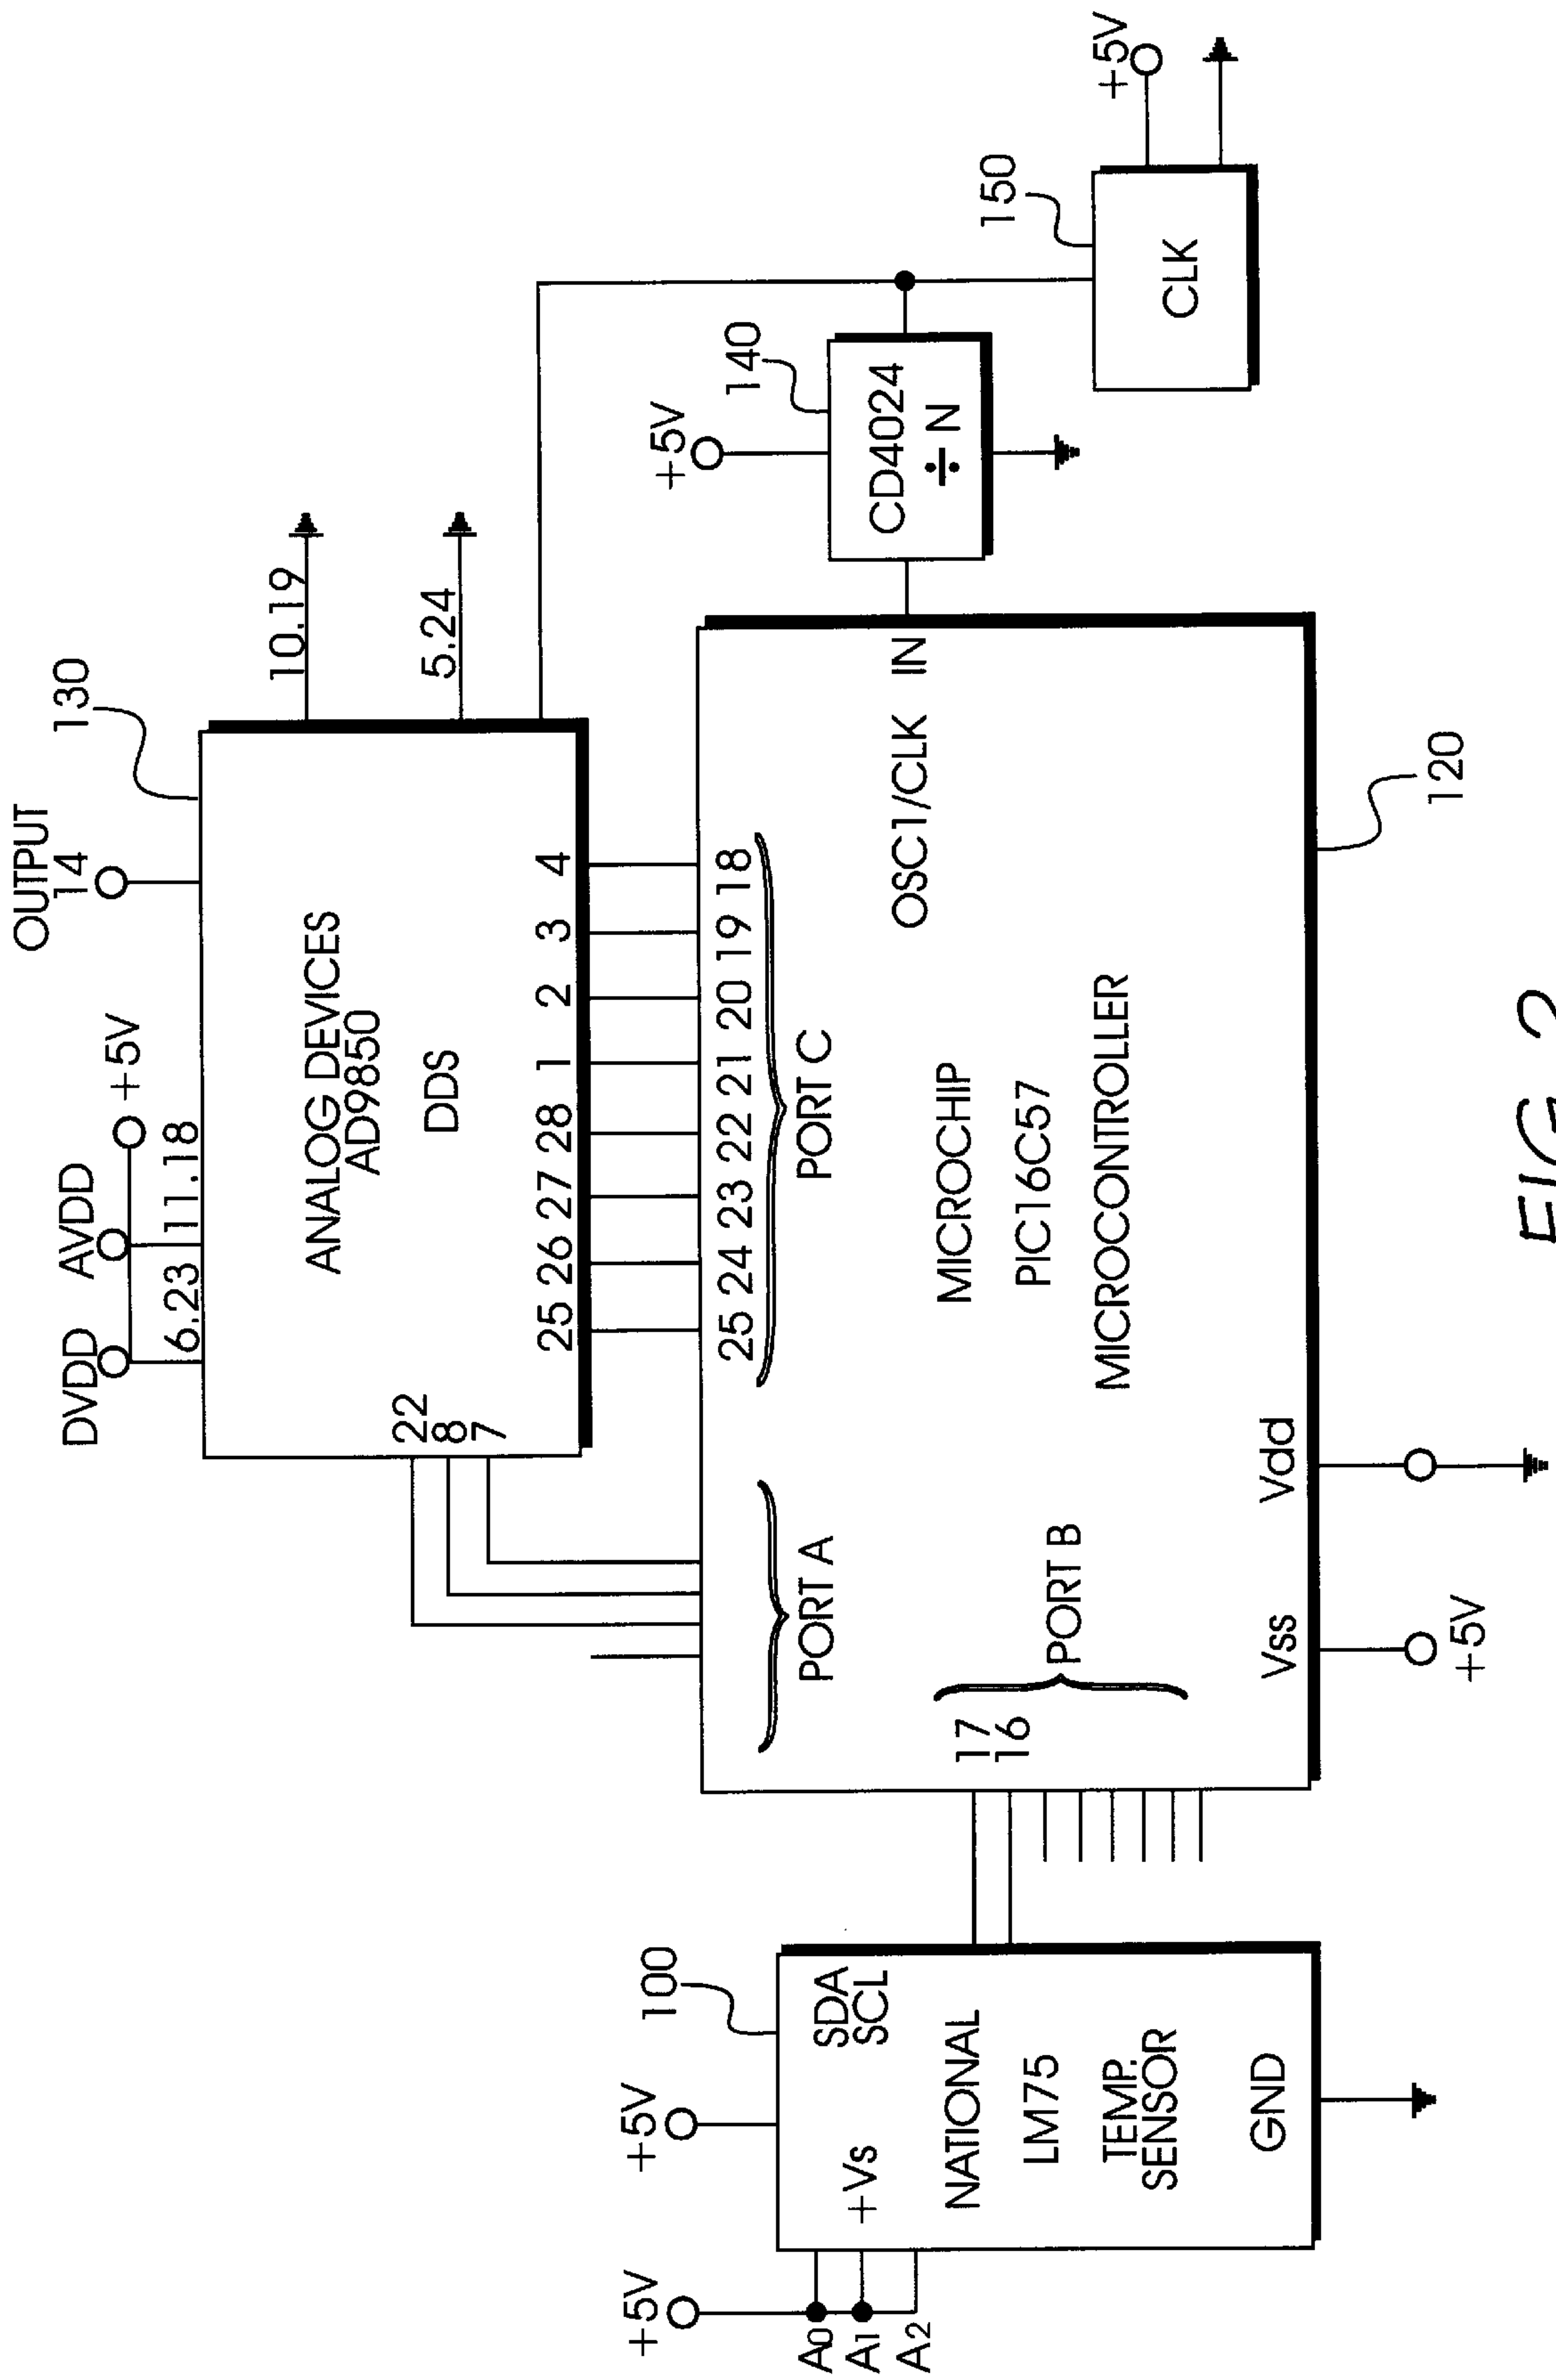 OUTPUT
14
130
DVDD
AVDD
+5V
6.23
11.18
10.19
5.24
ANALOG DEVICES
AD9850
DDS
22
8
7
25 26 27 28 1 2 3 4
25 24 23 22 21 20 19 18
PORT A
PORT C
OSC1/CLK IN
MICROCHIP
PIC16C57
MICROCONTROLLER
17
16
PORT B
Vss
Vdd
+5V
120
+5V
140
CD4024
÷ N
150
CLK
+5V
+5V
+5V
100
A0
A1
A2
+Vs
SDA
SCL
NATIONAL
LM75
TEMP.
SENSOR
GND
FIG. 2